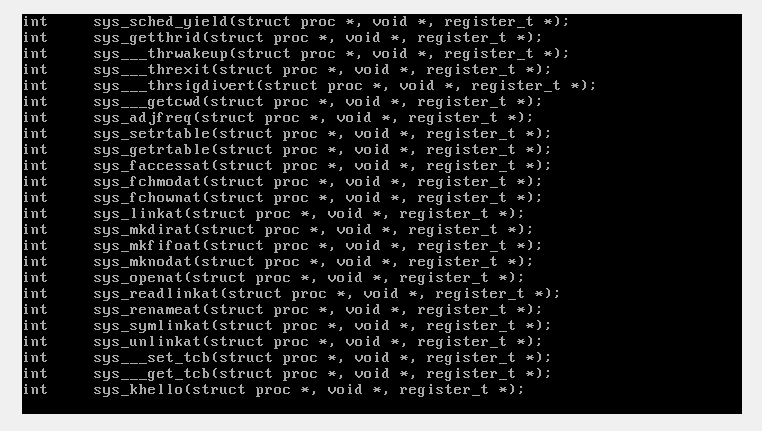 int sys_sched_yield(struct proc *, void *, register_t *);
int sys_getthrid(struct proc *, void *, register_t *);
int sys___thrwakeup(struct proc *, void *, register_t *);
int sys___threxit(struct proc *, void *, register_t *);
int sys___thrsigdivert(struct proc *, void *, register_t *);
int sys___getcwd(struct proc *, void *, register_t *);
int sys_adjfreq(struct proc *, void *, register_t *);
int sys_setrtable(struct proc *, void *, register_t *);
int sys_getrtable(struct proc *, void *, register_t *);
int sys_faccessat(struct proc *, void *, register_t *);
int sys_fchmodat(struct proc *, void *, register_t *);
int sys_fchownat(struct proc *, void *, register_t *);
int sys_linkat(struct proc *, void *, register_t *);
int sys_mkdirat(struct proc *, void *, register_t *);
int sys_mkfifoat(struct proc *, void *, register_t *);
int sys_mknodat(struct proc *, void *, register_t *);
int sys_openat(struct proc *, void *, register_t *);
int sys_readlinkat(struct proc *, void *, register_t *);
int sys_renameat(struct proc *, void *, register_t *);
int sys_symlinkat(struct proc *, void *, register_t *);
int sys_unlinkat(struct proc *, void *, register_t *);
int sys___set_tcb(struct proc *, void *, register_t *);
int sys___get_tcb(struct proc *, void *, register_t *);
int sys_khello(struct proc *, void *, register_t *);